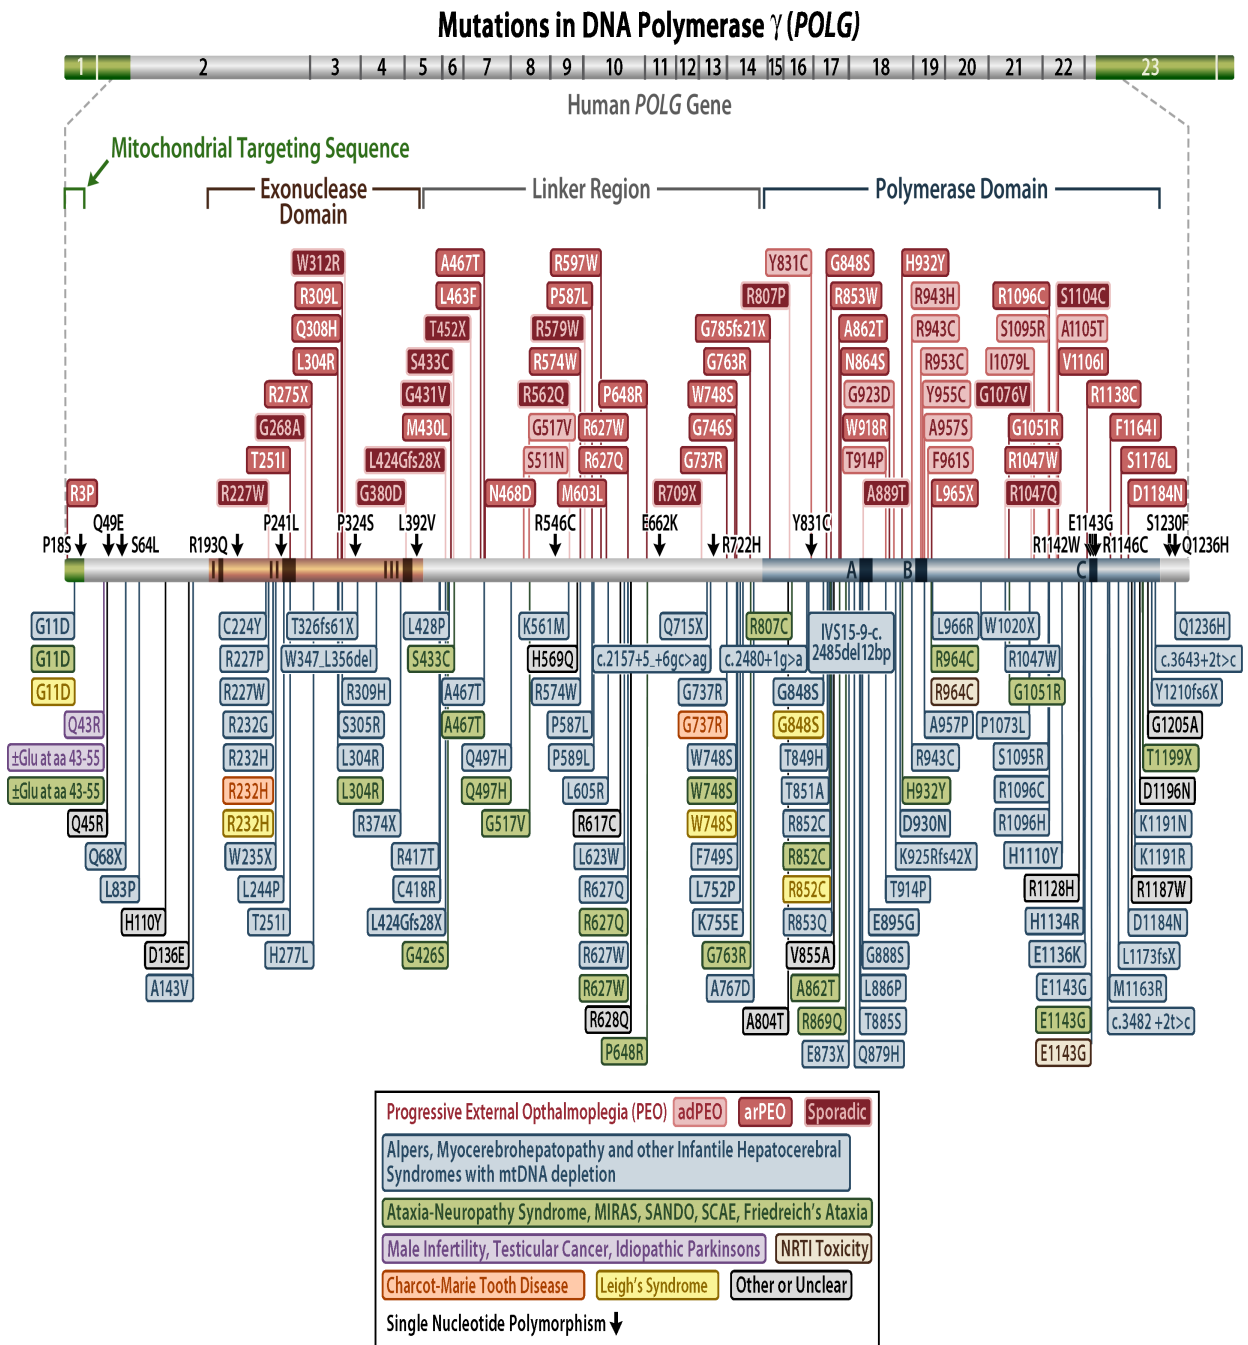 Mutations in DNA Polymerase γ (POLG)
1 2 3 4 5 6 7 8 9 10 11 12 13 14 15 16 17 18 19 20 21 22 23
Human POLG Gene
Mitochondrial Targeting Sequence
Exonuclease Domain
Linker Region
Polymerase Domain
W312R A467T R597W Y831C G848S H932Y
R309L L463F P587L R807P R853W R943H R1096C S1104C
Q308H T452X R579W G785fs21X A862T R943C S1095R A1105T
L304R S433C R574W G763R N864S R953C I1079L V1106I
R275X G431V R562Q P648R W748S G923D Y955C G1076V R1138C
G268A M430L G517V R627W G746S W918R A957S G1051R F1164I
T251I L424Gfs28X S511N R627Q G737R T914P F961S R1047W S1176L
R3P R227W G380D N468D M603L R709X A889T L965X R1047Q D1184N
Q49E P241L P324S L392V R546C E662K Y831C E1143G S1230F
P18S S64L R193Q R722H R1142W R1146C Q1236H
I II III A B C
G11D C224Y T326fs61X L428P K561M Q715X R807C IVS15-9-c. 2485del12bp L966R W1020X Q1236H
G11D R227P W347_L356del S433C H569Q c.2157+5_+6gc>ag c.2480+1g>a R964C R1047W c.3643+2t>c
G11D R227W R309H A467T R574W G737R G848S R964C G1051R Y1210fs6X
Q43R R232G S305R A467T P587L G737R G848S A957P P1073L G1205A
±Glu at aa 43-55 R232H L304R Q497H P589L W748S T849H R943C S1095R T1199X
±Glu at aa 43-55 R232H L304R Q497H L605R W748S T851A H932Y R1096C D1196N
Q45R R232H R374X G517V R617C W748S R852C D930N R1096H K1191N
Q68X W235X R417T L623W F749S R852C K925Rfs42X H1110Y K1191R
L83P L244P C418R R627Q L752P R852C T914P R1128H R1187W
H110Y T251I L424Gfs28X R627Q K755E R853Q E895G H1134R D1184N
D136E H277L G426S R627W G763R V855A G888S E1136K L1173fsX
A143V R627W A767D A862T L886P E1143G M1163R
R628Q A804T R869Q T885S E1143G c.3482 +2t>c
P648R E873X Q879H E1143G
Progressive External Opthalmoplegia (PEO) adPEO arPEO Sporadic
Alpers, Myocerebrohepatopathy and other Infantile Hepatocerebral
Syndromes with mtDNA depletion
Ataxia-Neuropathy Syndrome, MIRAS, SANDO, SCAE, Friedreich's Ataxia
Male Infertility, Testicular Cancer, Idiopathic Parkinsons NRTI Toxicity
Charcot-Marie Tooth Disease Leigh's Syndrome Other or Unclear
Single Nucleotide Polymorphism